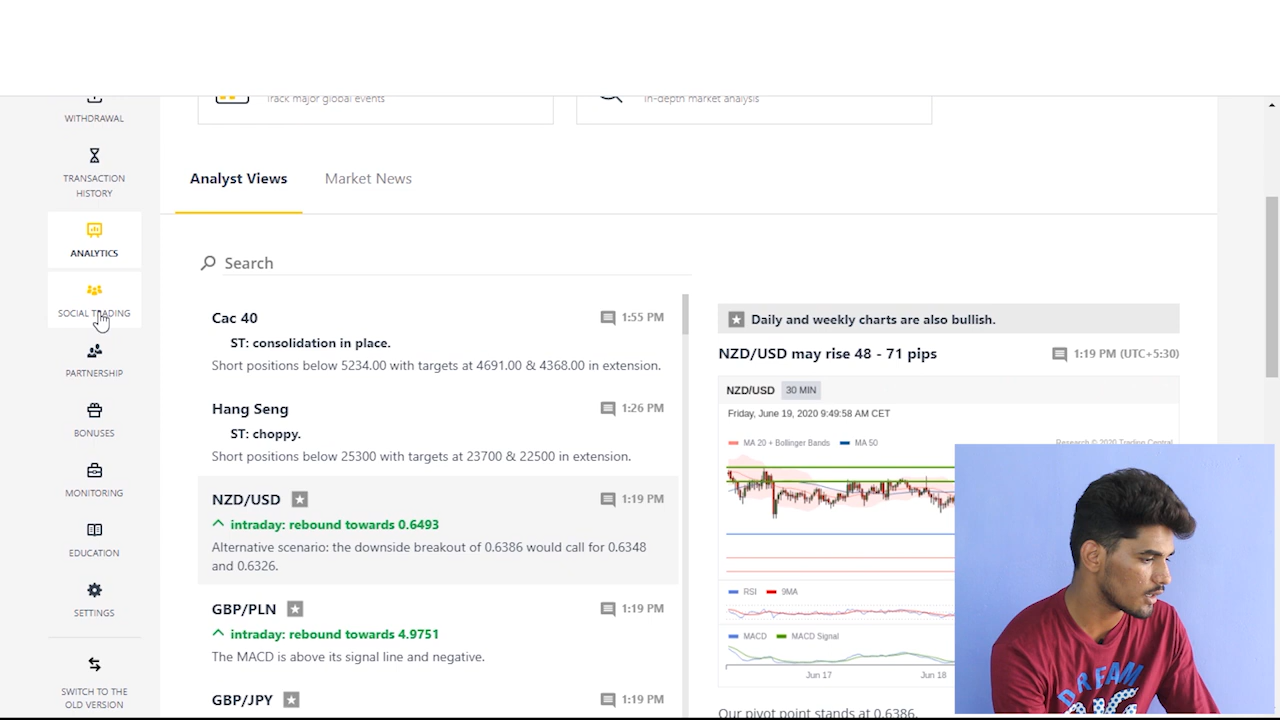 Track major global events
In-depth market analysis
WITHDRAWAL
TRANSACTION
HISTORY
ANALYTICS
SOCIAL TRADING
PARTNERSHIP
BONUSES
MONITORING
EDUCATION
SETTINGS
SWITCH TO THE
OLD VERSION
Analyst Views
Market News
Search
Cac 40
1:55 PM
ST: consolidation in place.
Short positions below 5234.00 with targets at 4691.00 & 4368.00 in extension.
Hang Seng
1:26 PM
ST: choppy.
Short positions below 25300 with targets at 23700 & 22500 in extension.
NZD/USD
1:19 PM
intraday: rebound towards 0.6493
Alternative scenario: the downside breakout of 0.6386 would call for 0.6348
and 0.6326.
GBP/PLN
1:19 PM
intraday: rebound towards 4.9751
The MACD is above its signal line and negative.
GBP/JPY
1:19 PM
Daily and weekly charts are also bullish.
NZD/USD may rise 48 - 71 pips
1:19 PM (UTC+5:30)
NZD/USD 30 MIN
Friday, June 19, 2020 9:49:58 AM CET
MA 20 + Bollinger Bands MA 50
Research © 2020 Trading Central
RSI 9MA
MACD MACD Signal
Jun 17 Jun 18
Our pivot point stands at 0.6386.
DREAM